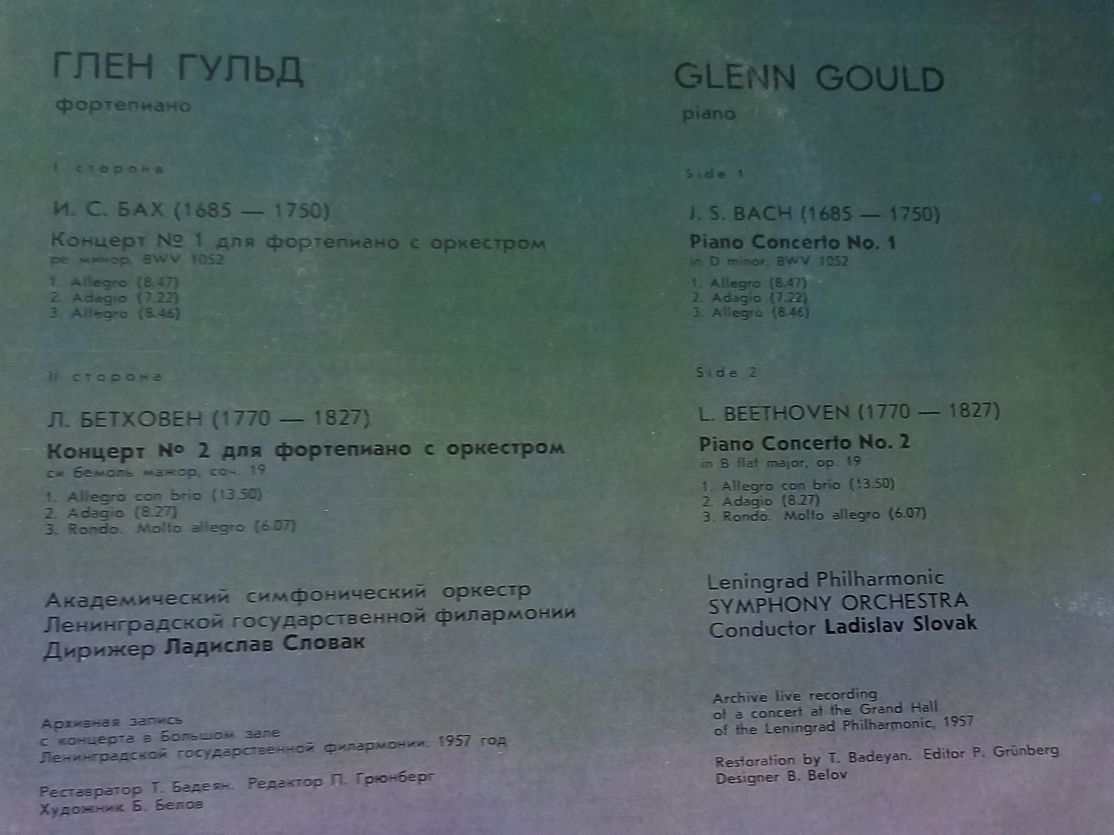 ГЛЕН ГУЛЬД
фортепиано
I сторона
И. С. БАХ (1685 — 1750)
Концерт № 1 для фортепиано с оркестром
ре минор, BWV 1052
1. Allegro (8.47)
2. Adagio (7.22)
3. Allegro (8.46)
II сторона
Л. БЕТХОВЕН (1770 — 1827)
Концерт № 2 для фортепиано с оркестром
си бемоль мажор, соч. 19
1. Allegro con brio (13.50)
2. Adagio (8.27)
3. Rondo. Molto allegro (6.07)
Академический симфонический оркестр
Ленинградской государственной филармонии
Дирижер Ладислав Словак
Архивная запись
с концерта в Большом зале
Ленинградской государственной филармонии. 1957 год
Реставратор Т. Бадеян. Редактор П. Грюнберг
Художник Б. Белов
GLENN GOULD
piano
Side 1
J. S. BACH (1685 — 1750)
Piano Concerto No. 1
in D minor, BWV 1052
1. Allegro (8.47)
2. Adagio (7.22)
3. Allegro (8.46)
Side 2
L. BEETHOVEN (1770 — 1827)
Piano Concerto No. 2
in B flat major, op. 19
1. Allegro con brio (13.50)
2. Adagio (8.27)
3. Rondo. Molto allegro (6.07)
Leningrad Philharmonic
SYMPHONY ORCHESTRA
Conductor Ladislav Slovak
Archive live recording
of a concert at the Grand Hall
of the Leningrad Philharmonic, 1957
Restoration by T. Badeyan. Editor P. Grünberg
Designer B. Belov